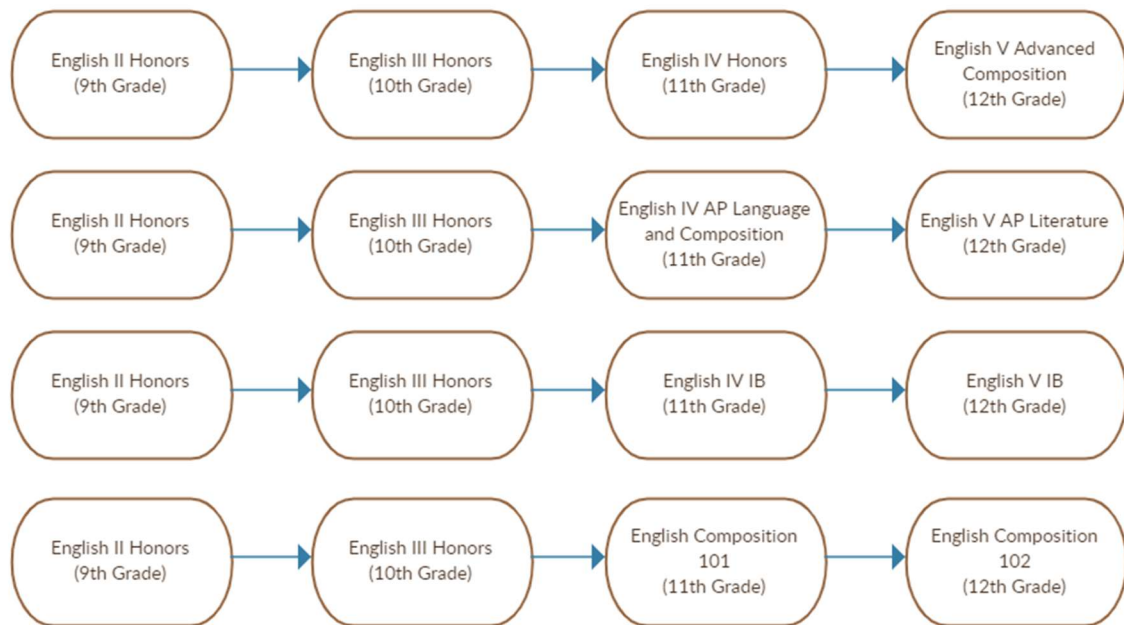 English II Honors
(9th Grade)
English III Honors
(10th Grade)
English IV Honors
(11th Grade)
English V Advanced
Composition
(12th Grade)
English II Honors
(9th Grade)
English III Honors
(10th Grade)
English IV AP Language
and Composition
(11th Grade)
English V AP Literature
(12th Grade)
English II Honors
(9th Grade)
English III Honors
(10th Grade)
English IV IB
(11th Grade)
English V IB
(12th Grade)
English II Honors
(9th Grade)
English III Honors
(10th Grade)
English Composition
101
(11th Grade)
English Composition
102
(12th Grade)